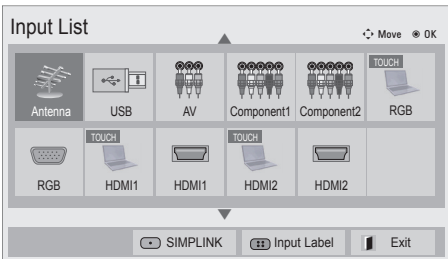 Input List
Move OK
TOUCH
Antenna USB AV Component1 Component2 RGB
TOUCH TOUCH
RGB HDMI1 HDMI1 HDMI2 HDMI2
SIMPLINK Input Label Exit